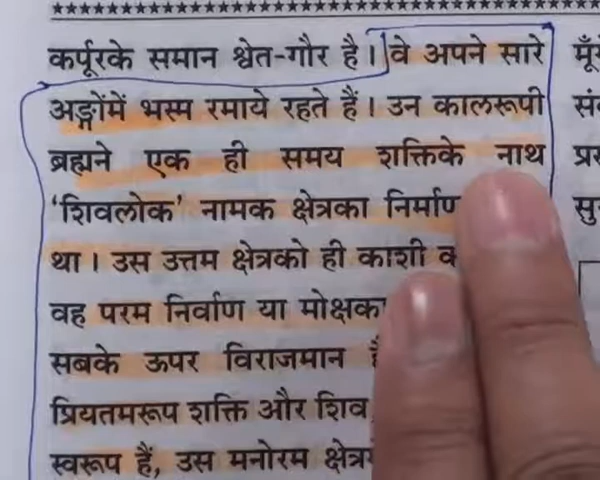 कर्पूरके समान श्वेत-गौर है। वे अपने सारे
अङ्गोंमें भस्म रमाये रहते हैं। उन कालरूपी
ब्रह्मने एक ही समय शक्तिके नाथ
‘शिवलोक’ नामक क्षेत्रका निर्माण
था। उस उत्तम क्षेत्रको ही काशी
वह परम निर्वाण या
सबके ऊपर विराजमान
प्रियतमरूप शक्ति और शिव
स्वरूप हैं, उस मनोरम